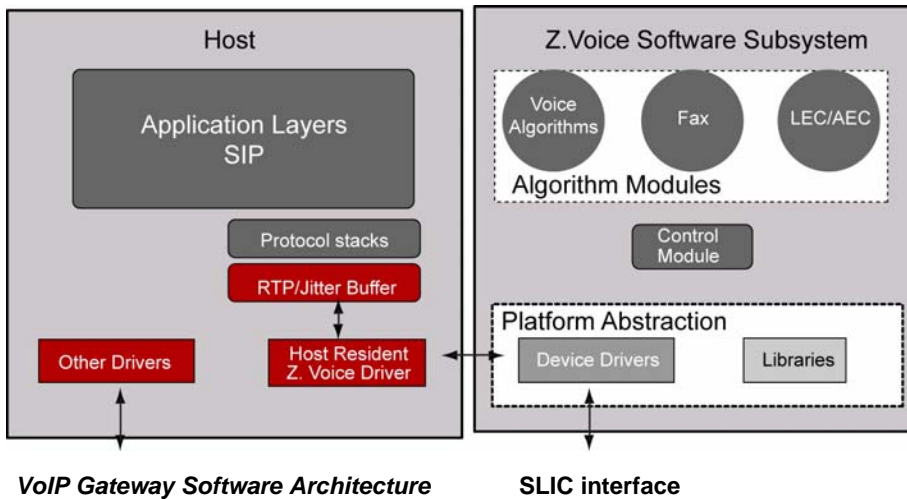 Host
Application Layers
SIP
Protocol stacks
RTP/Jitter Buffer
Other Drivers
Host Resident
Z. Voice Driver
Z.Voice Software Subsystem
Voice
Algorithms
Fax
LEC/AEC
Algorithm Modules
Control
Module
Platform Abstraction
Device Drivers
Libraries
VoIP Gateway Software Architecture
SLIC interface